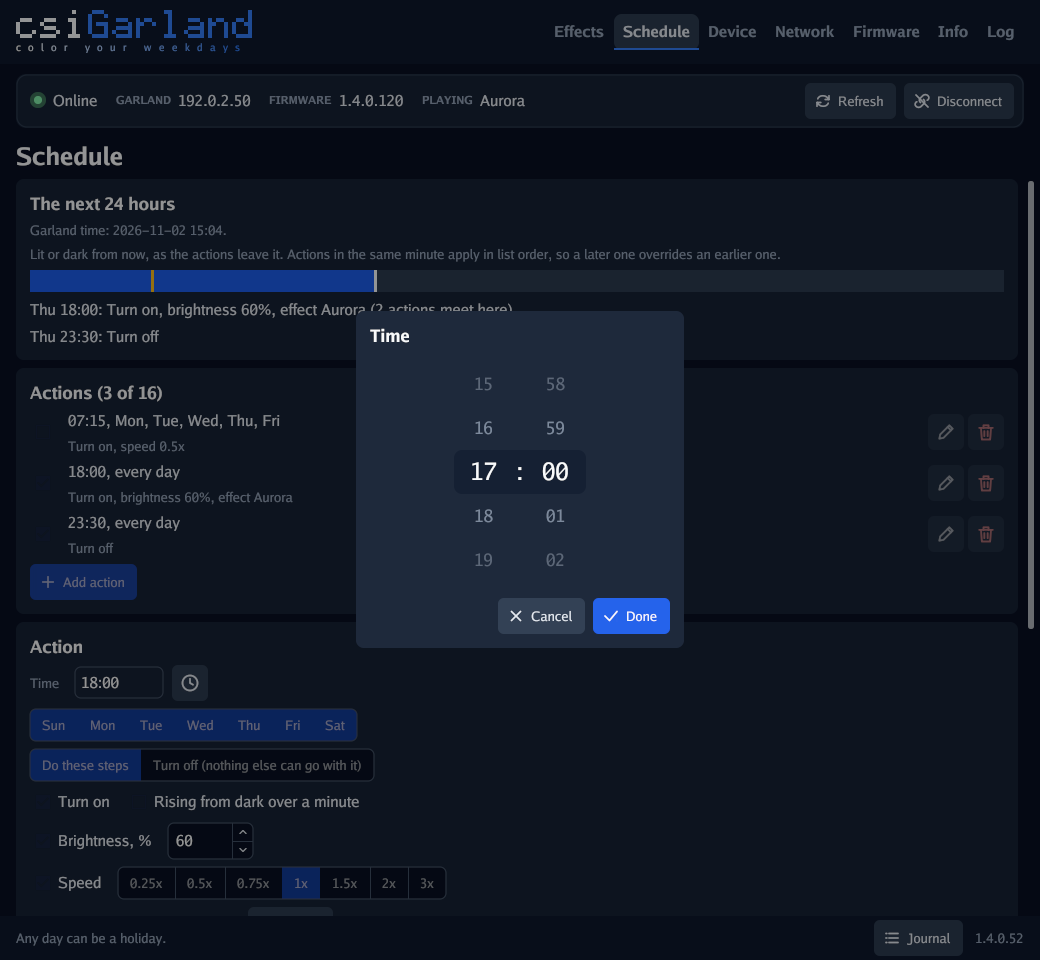 csiGarland
color your weekdays
Effects Schedule Device Network Firmware Info Log
Online GARLAND 192.0.2.50 FIRMWARE 1.4.0.120 PLAYING Aurora Refresh Disconnect
Schedule
The next 24 hours
Garland time: 2026-11-02 15:04.
Lit or dark from now, as the actions leave it. Actions in the same minute apply in list order, so a later one overrides an earlier one.
Thu 18:00: Turn on, brightness 60%, effect Aurora (2 actions meet here)
Thu 23:30: Turn off
Actions (3 of 16)
07:15, Mon, Tue, Wed, Thu, Fri
Turn on, speed 0.5x
18:00, every day
Turn on, brightness 60%, effect Aurora
23:30, every day
Turn off
Add action
Time
15 58
16 59
17 : 00
18 01
19 02
Cancel Done
Action
Time 18:00
Sun Mon Tue Wed Thu Fri Sat
Do these steps Turn off (nothing else can go with it)
Turn on Rising from dark over a minute
Brightness, % 60
Speed 0.25x 0.5x 0.75x 1x 1.5x 2x 3x
Any day can be a holiday. Journal 1.4.0.52